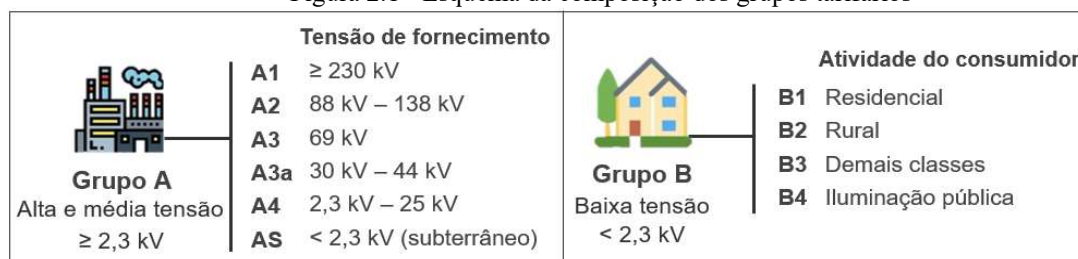 Tensão de fornecimento
A1 ≥ 230 kV
A2 88 kV – 138 kV
A3 69 kV
A3a 30 kV – 44 kV
A4 2,3 kV – 25 kV
AS < 2,3 kV (subterrâneo)
Grupo A
Alta e média tensão
≥ 2,3 kV
Atividade do consumidor
B1 Residencial
B2 Rural
B3 Demais classes
B4 Iluminação pública
Grupo B
Baixa tensão
< 2,3 kV